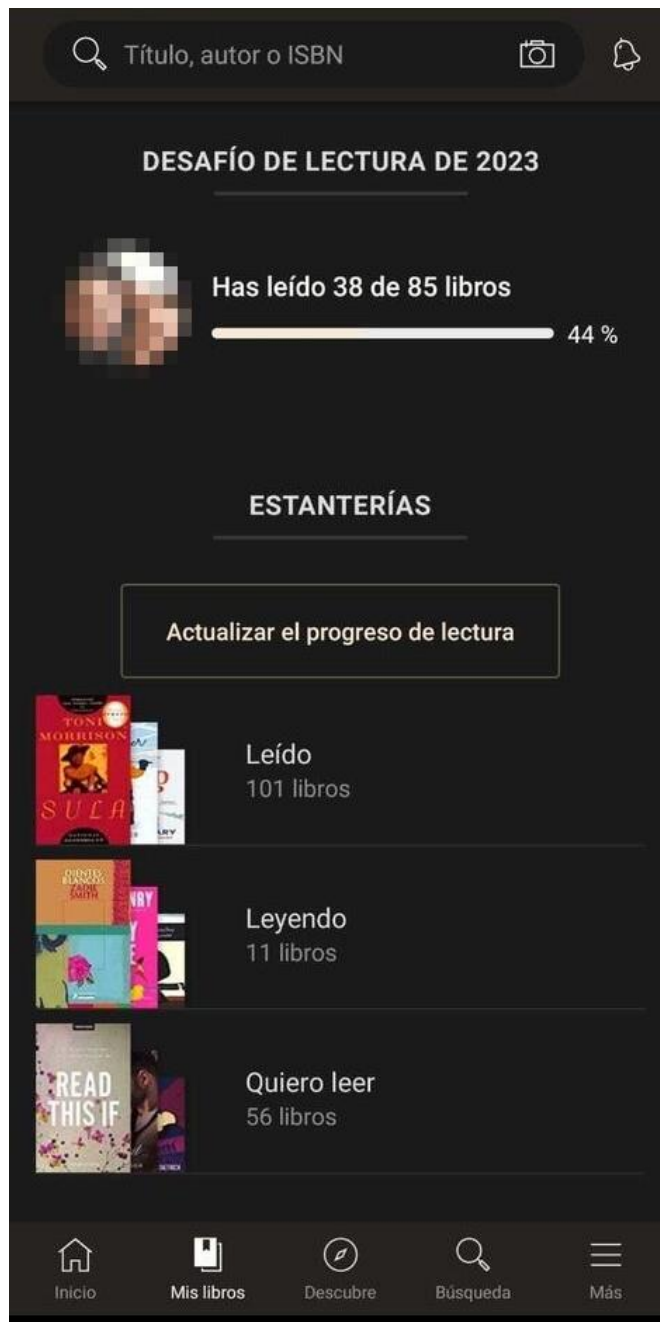 Título, autor o ISBN
DESAFÍO DE LECTURA DE 2023
Has leído 38 de 85 libros
44 %
ESTANTERÍAS
Actualizar el progreso de lectura
TONI
MORRISON
SULA
Leído
101 libros
DIENTES
BLANCOS
ZADIE
SMITH
Leyendo
11 libros
READ
THIS IF
Quiero leer
56 libros
Inicio
Mis libros
Descubre
Búsqueda
Más